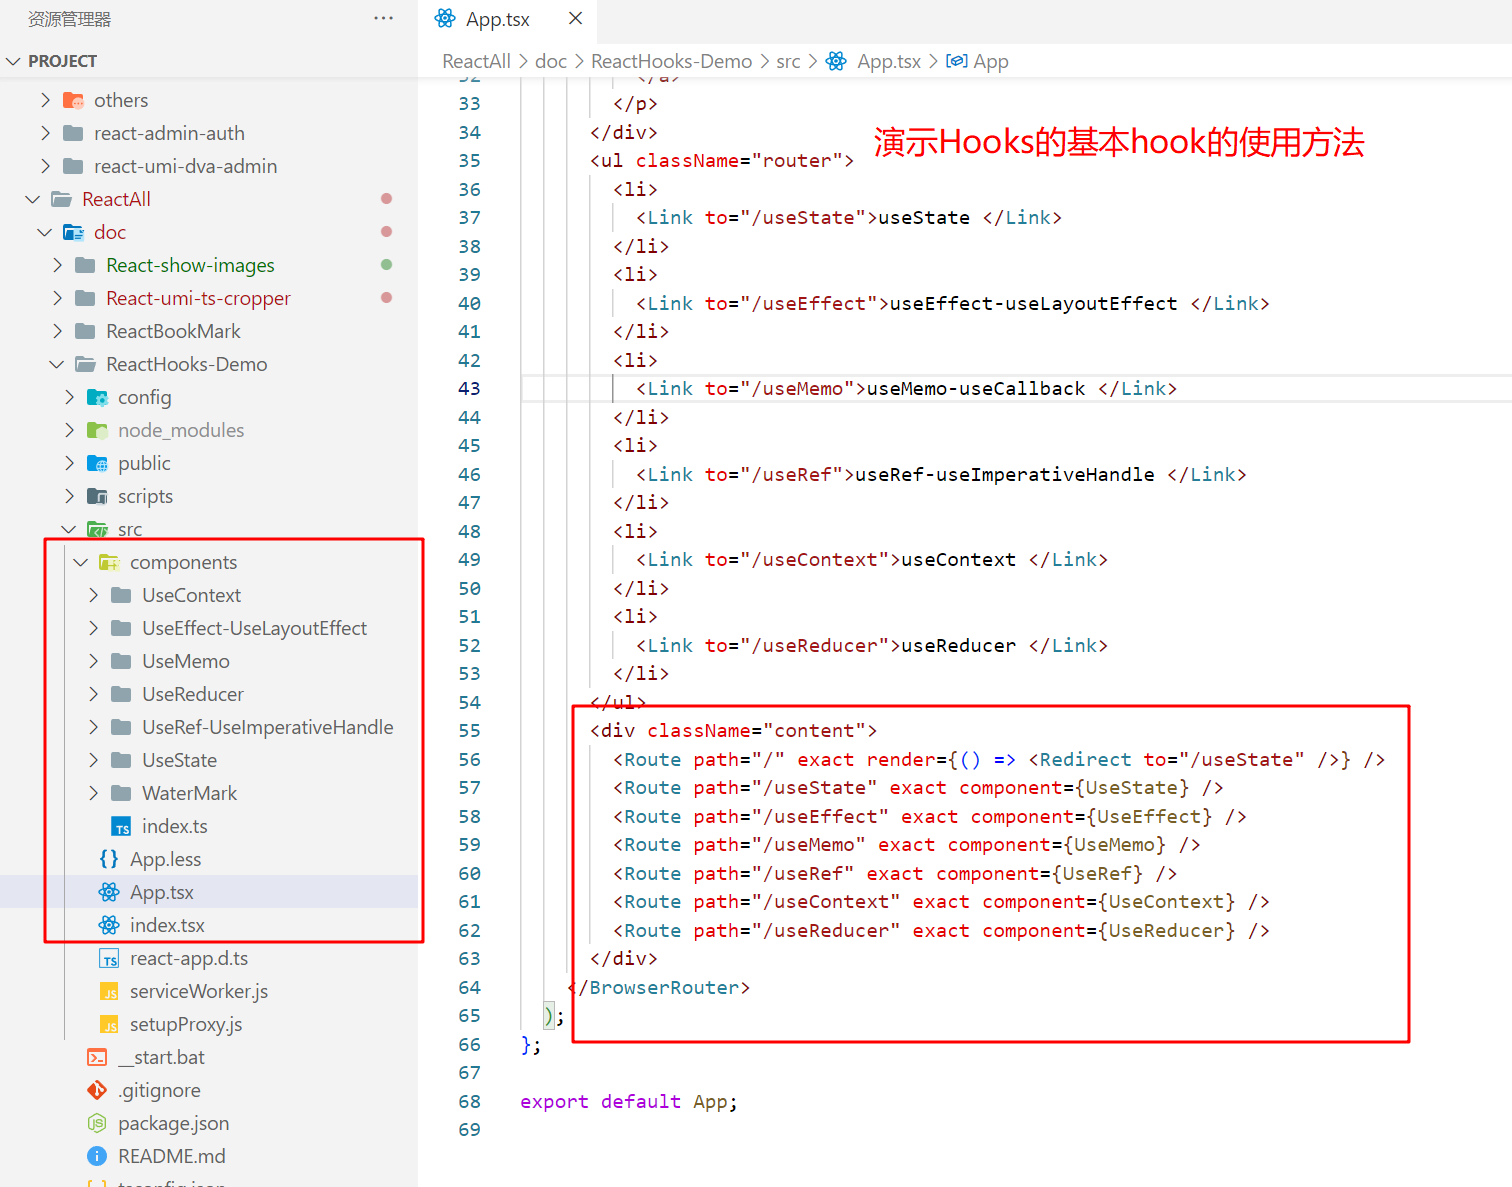 资源管理器
···
PROJECT
others
react-admin-auth
react-umi-dva-admin
ReactAll
doc
React-show-images
React-umi-ts-cropper
ReactBookMark
ReactHooks-Demo
config
node_modules
public
scripts
src
components
UseContext
UseEffect-UseLayoutEffect
UseMemo
UseReducer
UseRef-UseImperativeHandle
UseState
WaterMark
TS index.ts
{} App.less
App.tsx
index.tsx
TS react-app.d.ts
JS serviceWorker.js
JS setupProxy.js
__start.bat
.gitignore
package.json
README.md
tsconfig.json
App.tsx ×
ReactAll > doc > ReactHooks-Demo > src > App.tsx > App
32 </a>
33 </p>
34 </div>
演示Hooks的基本hook的使用方法
35 <ul className="router">
36 <li>
37 <Link to="/useState">useState </Link>
38 </li>
39 <li>
40 <Link to="/useEffect">useEffect-useLayoutEffect </Link>
41 </li>
42 <li>
43 <Link to="/useMemo">useMemo-useCallback </Link>
44 </li>
45 <li>
46 <Link to="/useRef">useRef-useImperativeHandle </Link>
47 </li>
48 <li>
49 <Link to="/useContext">useContext </Link>
50 </li>
51 <li>
52 <Link to="/useReducer">useReducer </Link>
53 </li>
54 </ul>
55 <div className="content">
56 <Route path="/" exact render={() => <Redirect to="/useState" />} />
57 <Route path="/useState" exact component={UseState} />
58 <Route path="/useEffect" exact component={UseEffect} />
59 <Route path="/useMemo" exact component={UseMemo} />
60 <Route path="/useRef" exact component={UseRef} />
61 <Route path="/useContext" exact component={UseContext} />
62 <Route path="/useReducer" exact component={UseReducer} />
63 </div>
64 </BrowserRouter>
65 );
66 };
67
68 export default App;
69